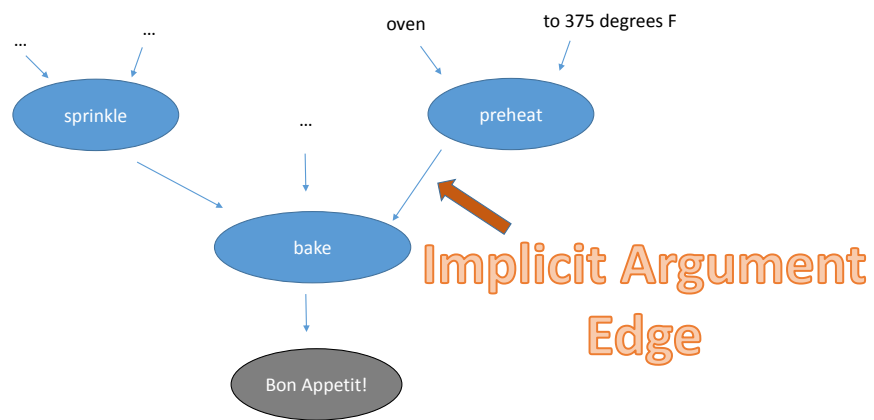 oven
to 375 degrees F
...
...
sprinkle
preheat
...
bake
Implicit Argument
Edge
Bon Appetit!